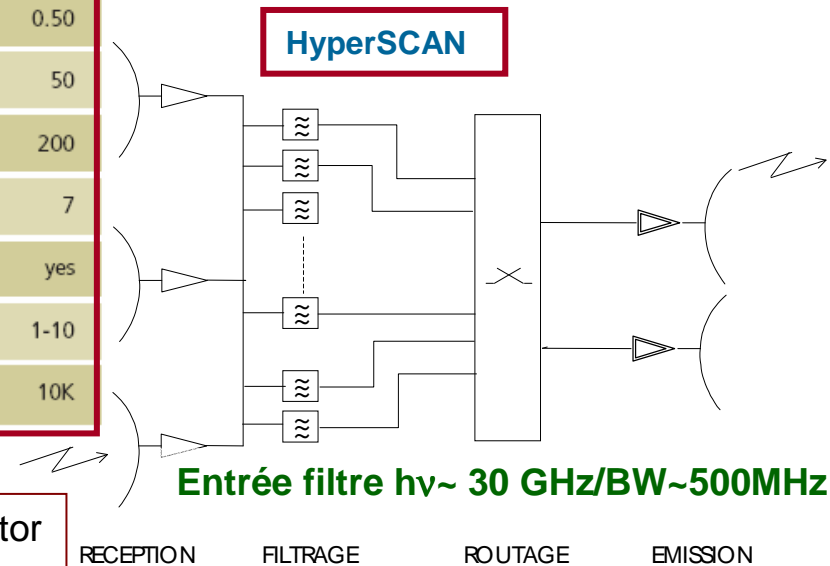 0.50
50
200
7
yes
1-10
10K
HyperSCAN
≈
≈
≈
≈
≈
≈
Entrée filtre hν~ 30 GHz/BW~500MHz
tor
RECEPTION FILTRAGE ROUTAGE EMISSION